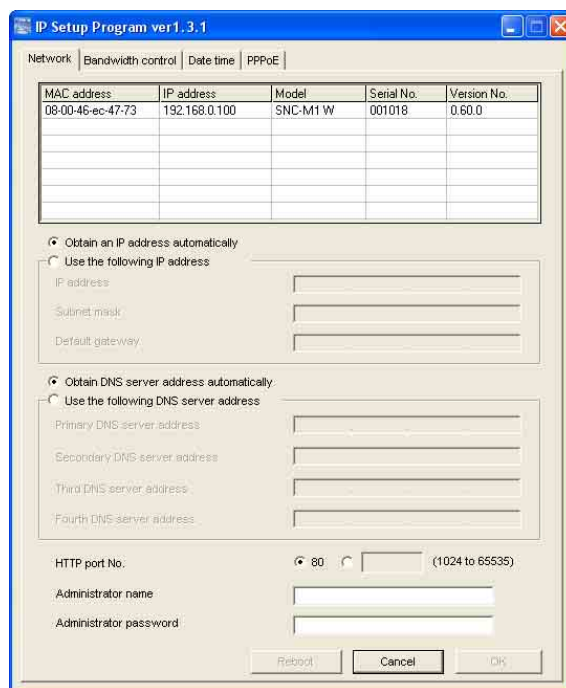 IP Setup Program ver1.3.1
Network Bandwidth control Date time PPPoE
MAC address IP address Model Serial No. Version No.
08-00-46-ec-47-73 192.168.0.100 SNC-M1 W 001018 0.60.0
Obtain an IP address automatically
Use the following IP address
IP address
Subnet mask
Default gateway
Obtain DNS server address automatically
Use the following DNS server address
Primary DNS server address
Secondary DNS server address
Third DNS server address
Fourth DNS server address
HTTP port No. 80 (1024 to 65535)
Administrator name
Administrator password
Reboot Cancel OK